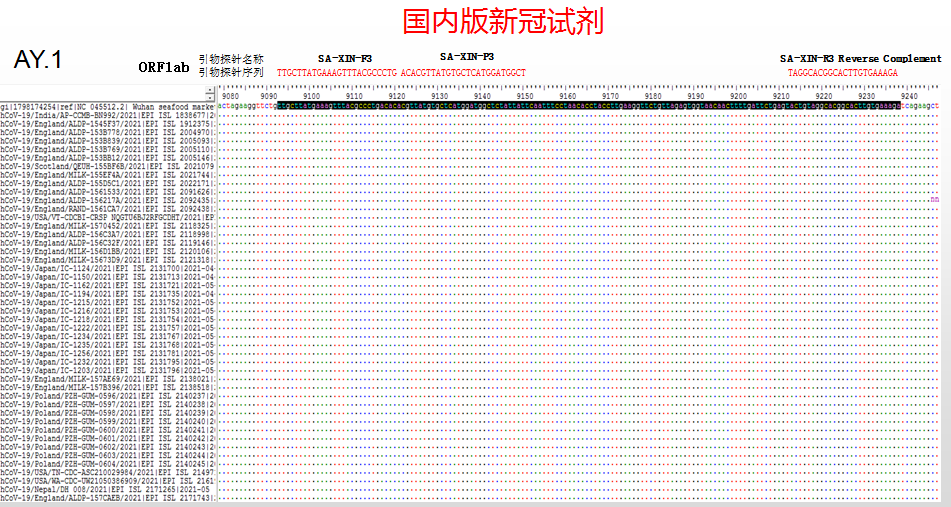 国内版新冠试剂
AY.1
ORF1ab
引物探针名称 SA-XIN-F3 SA-XIN-P3 SA-XIN-R3 Reverse Complement
引物探针序列 TTGCTTATGAAAGTTTACGCCCTG ACACGTTATGTGCTCATGGATGGCT TAGGCACGGCACTTGTGAAAGA
9080 9090 9100 9110 9120 9130 9140 9150 9160 9170 9180 9190 9200 9210 9220 9230 9240
gi|1798174254|ref|NC 045512.2| Wuhan seafood marke
hCoV-19/India/AP-CCMB-BN992/2021|EPI ISL 1838677|20
hCoV-19/England/ALDP-1545F37/2021|EPI ISL 1912375|
hCoV-19/England/ALDP-153B778/2021|EPI ISL 2004970|
hCoV-19/England/ALDP-153B839/2021|EPI ISL 2005093|
hCoV-19/England/ALDP-153B769/2021|EPI ISL 2005110|
hCoV-19/England/ALDP-153BB12/2021|EPI ISL 2005146|
hCoV-19/Scotland/QEUH-155BF6B/2021|EPI ISL 2021079
hCoV-19/England/MILK-155EF4A/2021|EPI ISL 2021744|
hCoV-19/England/ALDP-155D5C1/2021|EPI ISL 2022171|
hCoV-19/England/ALDP-1561533/2021|EPI ISL 2091626|
hCoV-19/England/ALDP-156217A/2021|EPI ISL 2092435|
hCoV-19/England/RAND-1561CA7/2021|EPI ISL 2092438|
hCoV-19/USA/VT-CDCBI-CRSP NQGTU6BJ2RFGCDHT/2021|EP
hCoV-19/England/MILK-1570452/2021|EPI ISL 2118325|
hCoV-19/England/ALDP-156C3A7/2021|EPI ISL 2118998|
hCoV-19/England/ALDP-156C32F/2021|EPI ISL 2119146|
hCoV-19/England/MILK-156D1BB/2021|EPI ISL 2120106|
hCoV-19/England/MILK-15673D9/2021|EPI ISL 2121318|
hCoV-19/Japan/IC-1124/2021|EPI ISL 2131700|2021-04
hCoV-19/Japan/IC-1150/2021|EPI ISL 2131713|2021-04
hCoV-19/Japan/IC-1162/2021|EPI ISL 2131721|2021-05
hCoV-19/Japan/IC-1194/2021|EPI ISL 2131735|2021-04
hCoV-19/Japan/IC-1215/2021|EPI ISL 2131752|2021-05
hCoV-19/Japan/IC-1216/2021|EPI ISL 2131753|2021-05
hCoV-19/Japan/IC-1218/2021|EPI ISL 2131754|2021-05
hCoV-19/Japan/IC-1222/2021|EPI ISL 2131757|2021-05
hCoV-19/Japan/IC-1234/2021|EPI ISL 2131767|2021-05
hCoV-19/Japan/IC-1235/2021|EPI ISL 2131768|2021-05
hCoV-19/Japan/IC-1256/2021|EPI ISL 2131781|2021-05
hCoV-19/Japan/IC-1232/2021|EPI ISL 2131795|2021-05
hCoV-19/Japan/IC-1203/2021|EPI ISL 2131796|2021-05
hCoV-19/England/MILK-157AE69/2021|EPI ISL 2138021|
hCoV-19/England/MILK-157B396/2021|EPI ISL 2138518|
hCoV-19/Poland/PZH-GUM-0596/2021|EPI ISL 2140237|2
hCoV-19/Poland/PZH-GUM-0597/2021|EPI ISL 2140238|2
hCoV-19/Poland/PZH-GUM-0598/2021|EPI ISL 2140239|2
hCoV-19/Poland/PZH-GUM-0599/2021|EPI ISL 2140240|2
hCoV-19/Poland/PZH-GUM-0600/2021|EPI ISL 2140241|2
hCoV-19/Poland/PZH-GUM-0601/2021|EPI ISL 2140242|2
hCoV-19/Poland/PZH-GUM-0602/2021|EPI ISL 2140243|2
hCoV-19/Poland/PZH-GUM-0603/2021|EPI ISL 2140244|2
hCoV-19/Poland/PZH-GUM-0604/2021|EPI ISL 2140245|2
hCoV-19/USA/TN-CDC-ASC210029984/2021|EPI ISL 21497
hCoV-19/USA/WA-CDC-UW21050386909/2021|EPI ISL 2161
hCoV-19/Nepal/DH 008/2021|EPI ISL 2171265|2021-05
hCoV-19/England/ALDP-157CAEB/2021|EPI ISL 2171743|